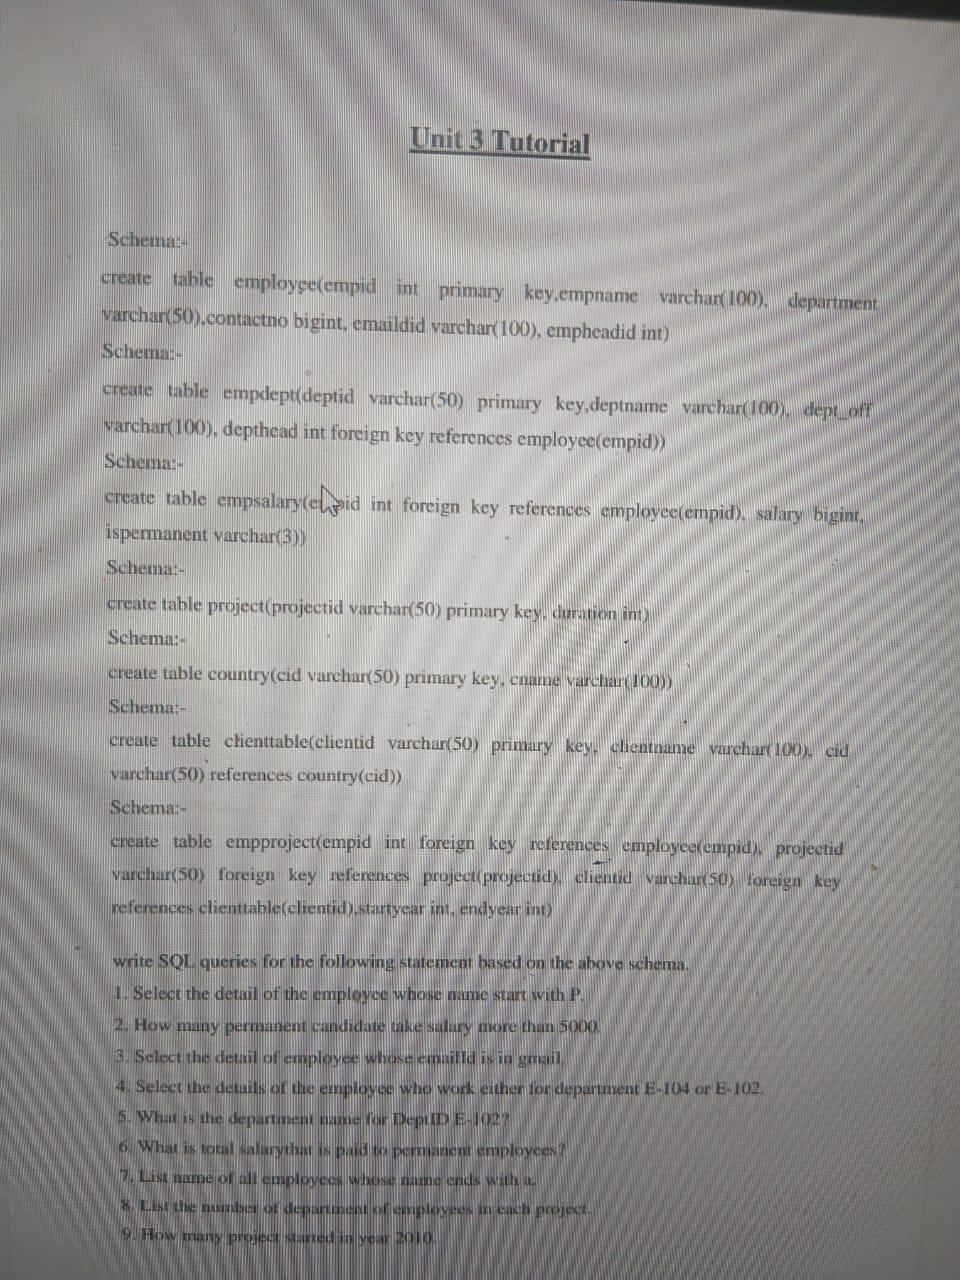 Unit 3 Tutorial
Schema:-
create table employee(empid int primary key,empname varchar(100), department
varchar(50),contactno bigint, emaildid varchar(100), empheadid int)
Schema:-
create table empdept(deptid varchar(50) primary key,deptname varchar(100), dept_off
varchar(100), depthead int foreign key references employee(empid))
Schema:-
create table empsalary(empid int foreign key references employee(empid), salary bigint,
ispermanent varchar(3))
Schema:-
create table project(projectid varchar(50) primary key, duration int)
Schema:-
create table country(cid varchar(50) primary key, cname varchar(100))
Schema:-
create table clienttable(clientid varchar(50) primary key, clientname varchar(100), cid
varchar(50) references country(cid))
Schema:-
create table empproject(empid int foreign key references employee(empid), projectid
varchar(50) foreign key references project(projectid), clientid varchar(50) foreign key
references clienttable(clientid),startyear int, endyear int)
write SQL queries for the following statement based on the above schema.
1. Select the detail of the employee whose name start with P.
2. How many permanent candidate take salary more than 5000.
3. Select the detail of employee whose emailId is in gmail.
4. Select the details of the employee who work either for department E-104 or E-102.
5. What is the department name for DeptID E-102?
6. What is total salarythat is paid to permanent employees?
7. List name of all employees whose name ends with a.
8. List the number of department of employees in each project.
9. How many project started in year 2010.